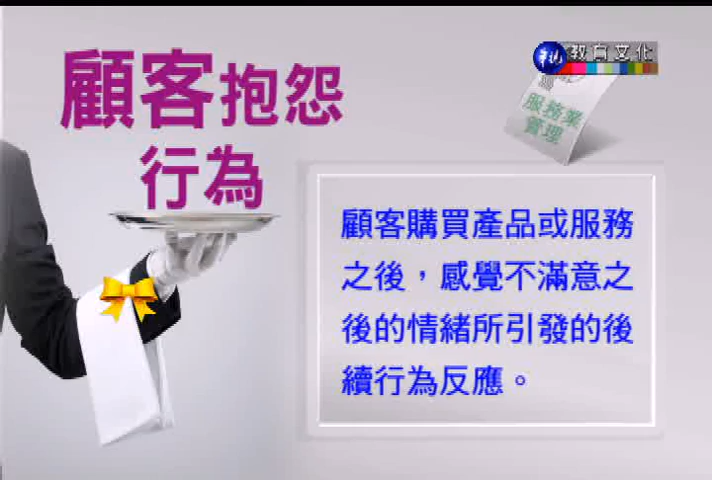 教育文化
服務業
管理
顧客抱怨
行為
顧客購買產品或服務
之後，感覺不滿意之
後的情緒所引發的後
續行為反應。